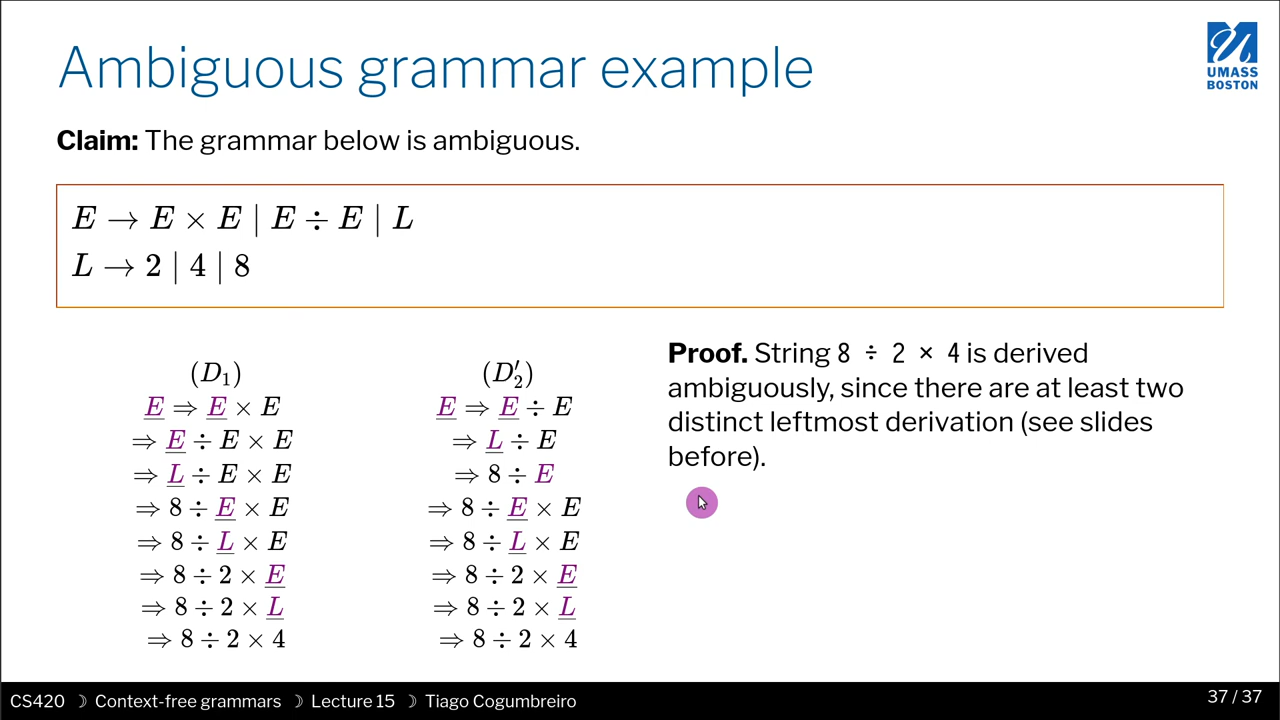 Ambiguous grammar example
UMASS
BOSTON
Claim: The grammar below is ambiguous.
E → E × E | E ÷ E | L
L → 2 | 4 | 8
(D₁)
E ⇒ E × E
⇒ E ÷ E × E
⇒ L ÷ E × E
⇒ 8 ÷ E × E
⇒ 8 ÷ L × E
⇒ 8 ÷ 2 × E
⇒ 8 ÷ 2 × L
⇒ 8 ÷ 2 × 4
(D₂′)
E ⇒ E ÷ E
⇒ L ÷ E
⇒ 8 ÷ E
⇒ 8 ÷ E × E
⇒ 8 ÷ L × E
⇒ 8 ÷ 2 × E
⇒ 8 ÷ 2 × L
⇒ 8 ÷ 2 × 4
Proof. String 8 ÷ 2 × 4 is derived
ambiguously, since there are at least two
distinct leftmost derivation (see slides
before).
CS420 ☽ Context-free grammars ☽ Lecture 15 ☽ Tiago Cogumbreiro
37 / 37